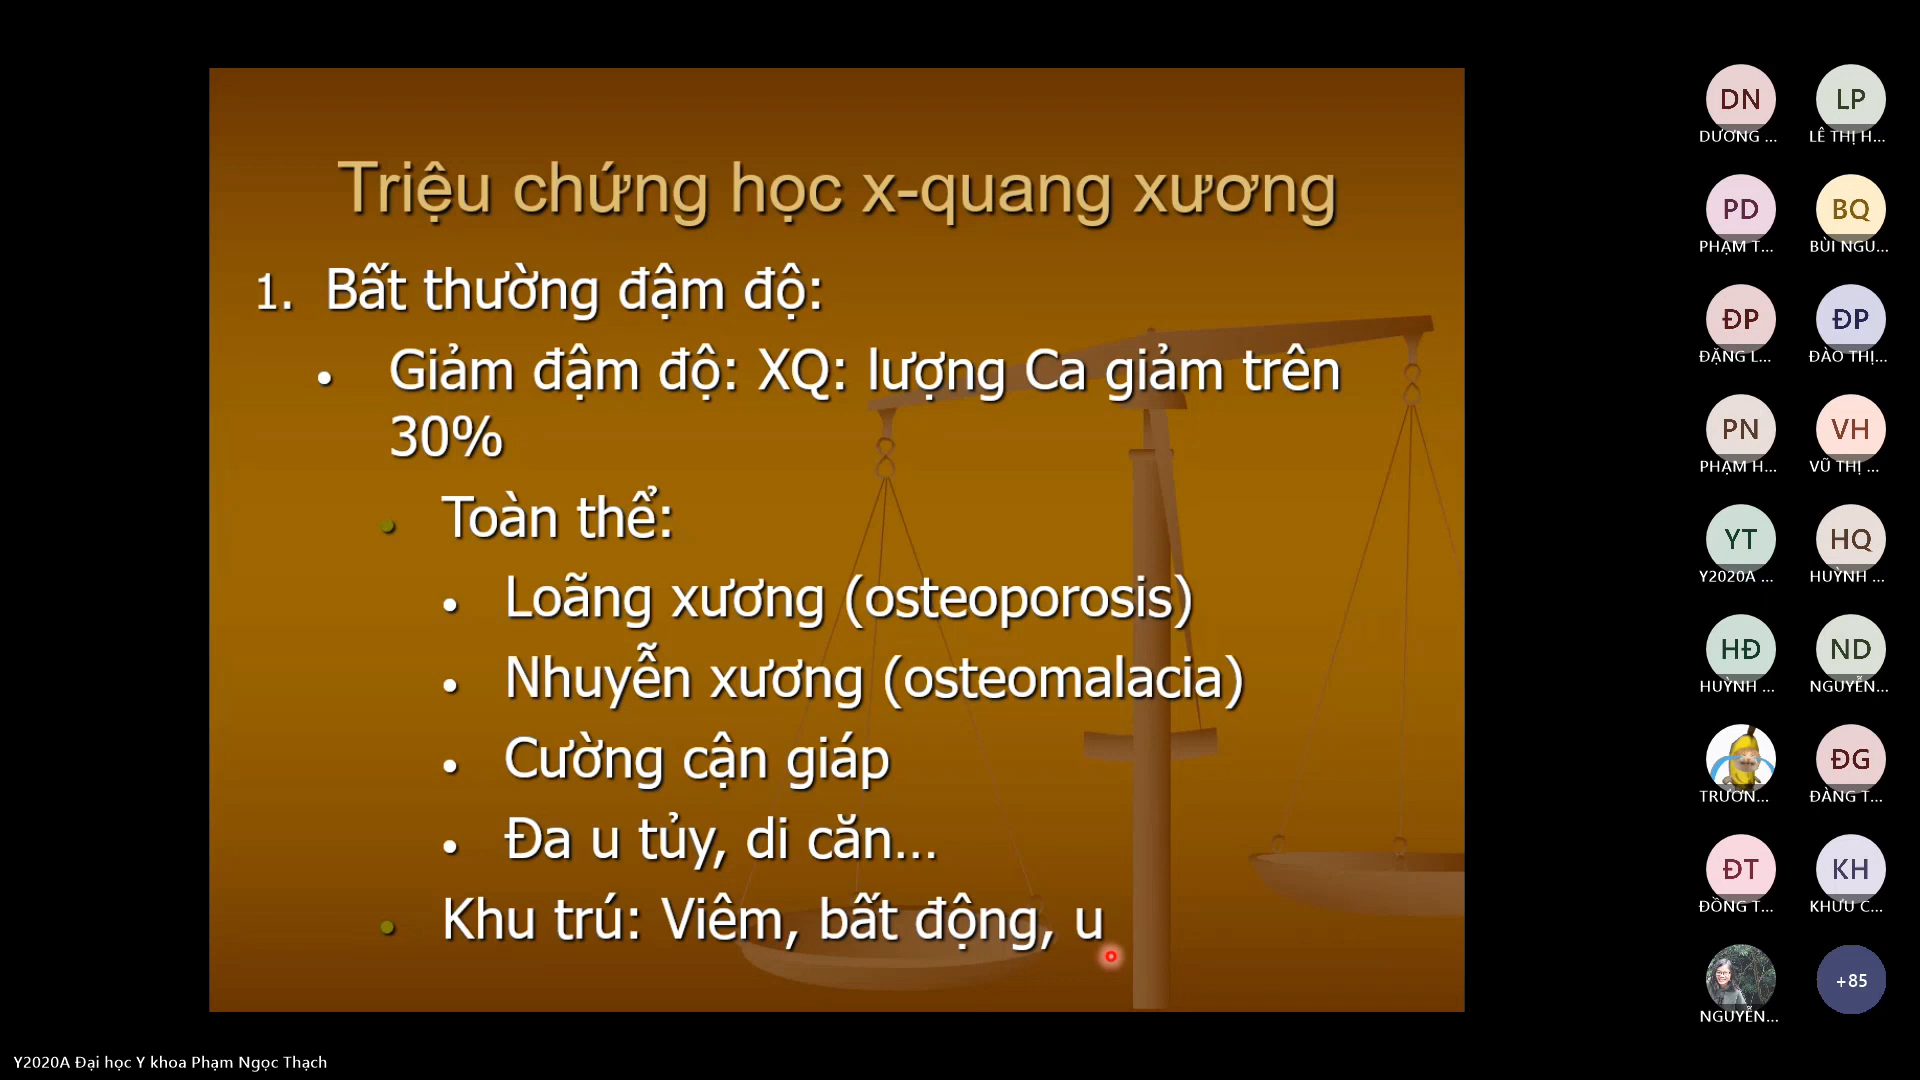 Triệu chứng học x-quang xương
1. Bất thường đậm độ:
• Giảm đậm độ: XQ: lượng Ca giảm trên
30%
• Toàn thể:
• Loãng xương (osteoporosis)
• Nhuyễn xương (osteomalacia)
• Cường cận giáp
• Đa u tủy, di căn...
• Khu trú: Viêm, bất động, u
DN
DƯƠNG ...
LP
LÊ THỊ H...
PD
PHẠM T...
BQ
BÙI NGU...
ĐP
ĐẶNG L...
ĐP
ĐÀO THỊ...
PN
PHẠM H...
VH
VŨ THỊ ...
YT
Y2020A ...
HQ
HUỲNH ...
HĐ
HUỲNH ...
ND
NGUYỄN...
TRƯƠN...
ĐG
ĐÀNG T...
ĐT
ĐỒNG T...
KH
KHƯU C...
NGUYỄN...
+85
Y2020A Đại học Y khoa Phạm Ngọc Thạch